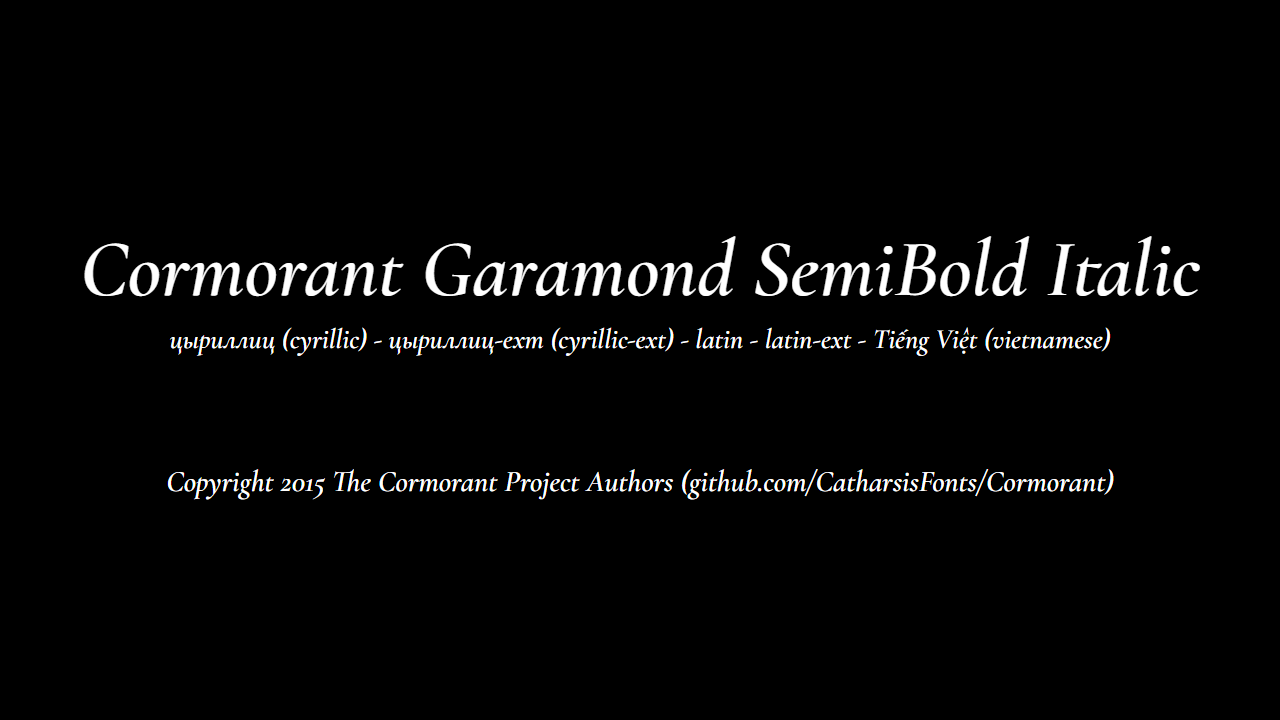 Cormorant Garamond SemiBold Italic
цыриллиц (cyrillic) - цыриллиц-ехт (cyrillic-ext) - latin - latin-ext - Tiếng Việt (vietnamese)
Copyright 2015 The Cormorant Project Authors (github.com/CatharsisFonts/Cormorant)